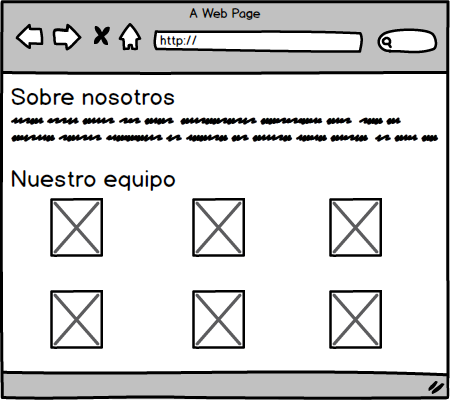 A Web Page
http://
Sobre nosotros
Nuestro equipo